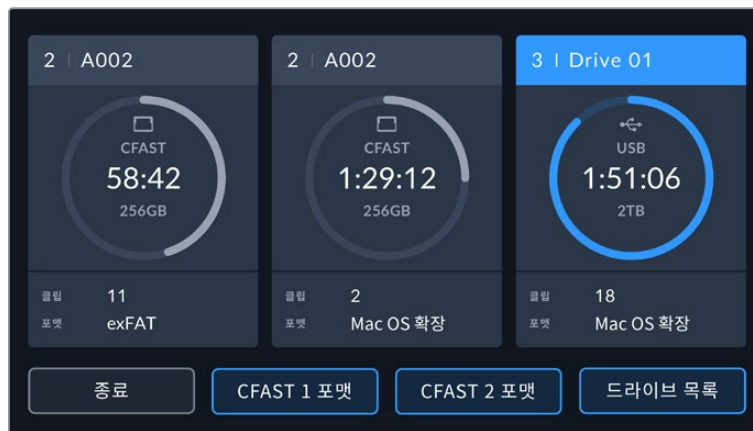 2 | A002
CFAST
58:42
256GB
클립 11
포맷 exFAT
2 | A002
CFAST
1:29:12
256GB
클립 2
포맷 Mac OS 확장
3 | Drive 01
USB
1:51:06
2TB
클립 18
포맷 Mac OS 확장
종료
CFAST 1 포맷
CFAST 2 포맷
드라이브 목록